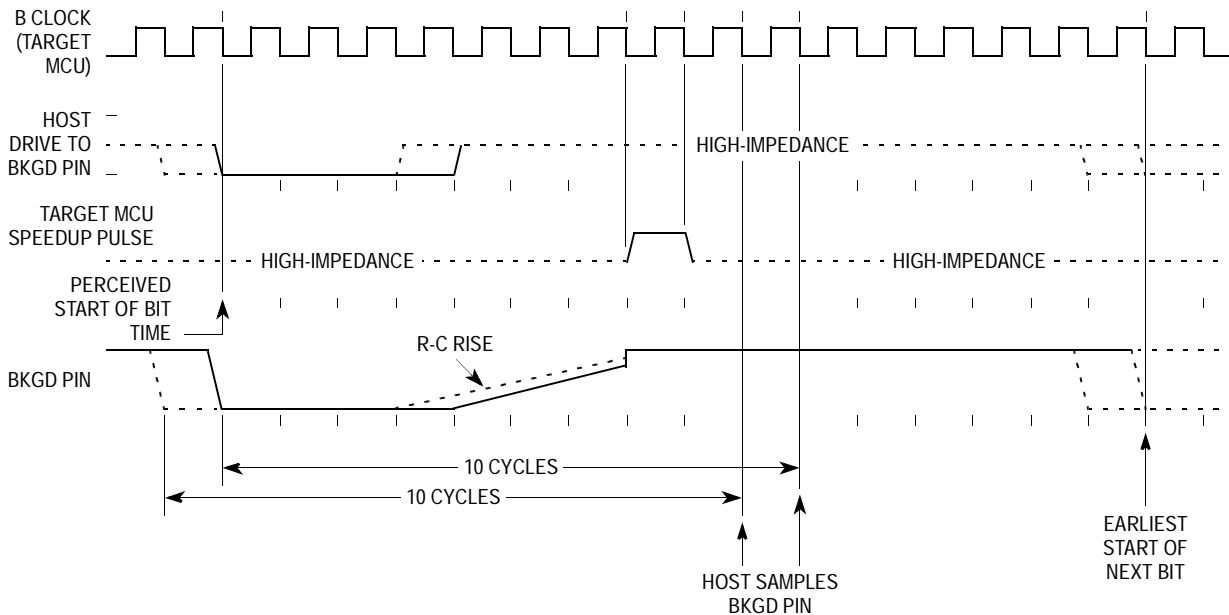 B CLOCK
(TARGET
MCU)
HOST
DRIVE TO
BKGD PIN
HIGH-IMPEDANCE
TARGET MCU
SPEEDUP PULSE
HIGH-IMPEDANCE
HIGH-IMPEDANCE
PERCEIVED
START OF BIT
TIME
R-C RISE
BKGD PIN
10 CYCLES
10 CYCLES
HOST SAMPLES
BKGD PIN
EARLIEST
START OF
NEXT BIT